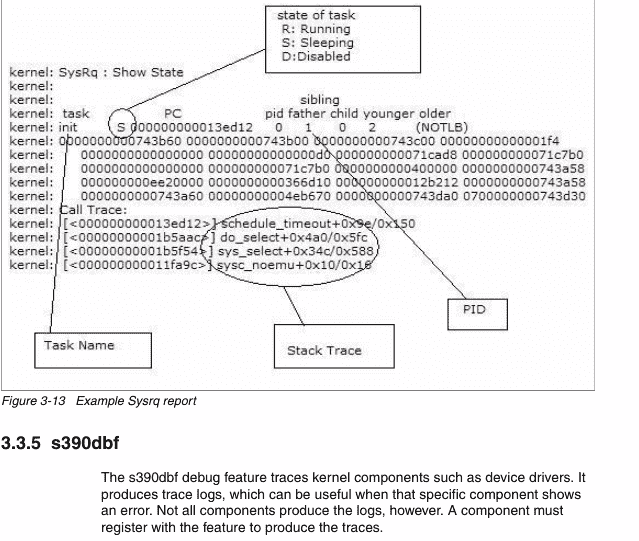 state of task
R: Running
S: Sleeping
D:Disabled
kernel: SysRq : Show State
kernel:
kernel: sibling
kernel: task PC pid father child younger older
kernel: init S 000000000013ed12 0 1 0 2 (NOTLB)
kernel: 0000000000743b60 0000000000743b00 0000000000743c00 00000000000001f4
0000000000000000 00000000000000d0 000000000071cad8 000000000071c7b0
0000000000000000 000000000071c7b0 0000000000400000 0000000000743a58
000000000ee20000 0000000000366d10 000000000012b212 0000000000743a58
0000000000743a60 00000000004eb670 0000000000743da0 0700000000743d30
kernel: Call Trace:
kernel: [<000000000013ed12>] schedule_timeout+0x9e/0x150
kernel: [<00000000001b5aac>] do_select+0x4a0/0x5fc
kernel: [<00000000001b5f54>] sys_select+0x34c/0x588
kernel: [<000000000011fa9c>] sysc_noemu+0x10/0x16
PID
Task Name
Stack Trace
Figure 3-13 Example Sysrq report
3.3.5 s390dbf
The s390dbf debug feature traces kernel components such as device drivers. It
produces trace logs, which can be useful when that specific component shows
an error. Not all components produce the logs, however. A component must
register with the feature to produce the traces.